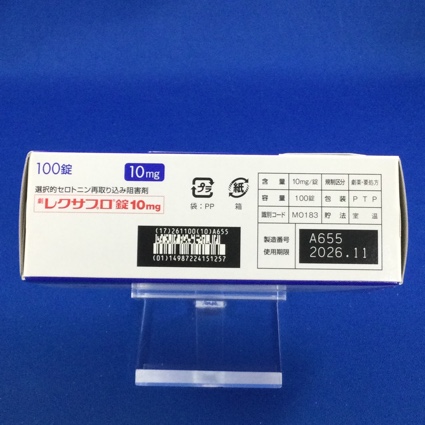 100錠 10mg
選択的セロトニン再取り込み阻害剤
劇 レクサプロ®錠10mg
プラ
袋:PP
紙
箱
含量 10mg/錠 規制区分 劇薬・要処方
容量 100錠 包装 PTP
識別コード MO183 貯法 室温
製造番号 A655
使用期限 2026.11
(17)261100(10)A655
(01)14987224151257